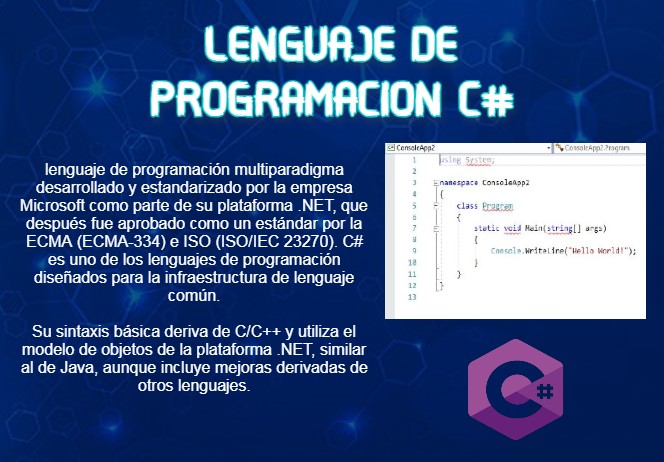 LENGUAJE DE
PROGRAMACION C#
lenguaje de programación multiparadigma
desarrollado y estandarizado por la empresa
Microsoft como parte de su plataforma .NET, que
después fue aprobado como un estándar por la
ECMA (ECMA-334) e ISO (ISO/IEC 23270). C#
es uno de los lenguajes de programación
diseñados para la infraestructura de lenguaje
común.
Su sintaxis básica deriva de C/C++ y utiliza el
modelo de objetos de la plataforma .NET, similar
al de Java, aunque incluye mejoras derivadas de
otros lenguajes.
ConsoleApp2 ConsoleApp2.Program
1 using System;
2
3 namespace ConsoleApp2
4 {
5 class Program
6 {
7 static void Main(string[] args)
8 {
9 Console.WriteLine("Hello World!");
10 }
11 }
12 }
13
C#